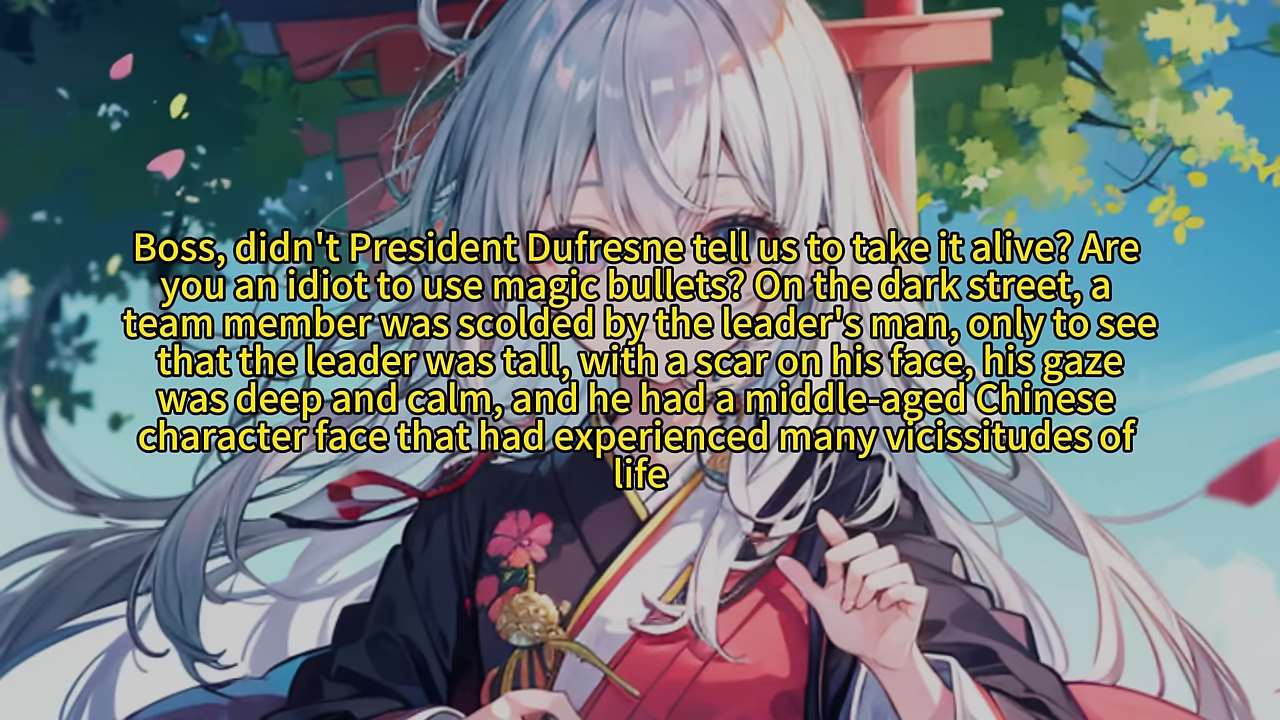 Boss, didn't President Dufresne tell us to take it alive? Are
you an idiot to use magic bullets? On the dark street, a
team member was scolded by the leader's man, only to see
that the leader was tall, with a scar on his face, his gaze
was deep and calm, and he had a middle-aged Chinese
character face that had experienced many vicissitudes of
life